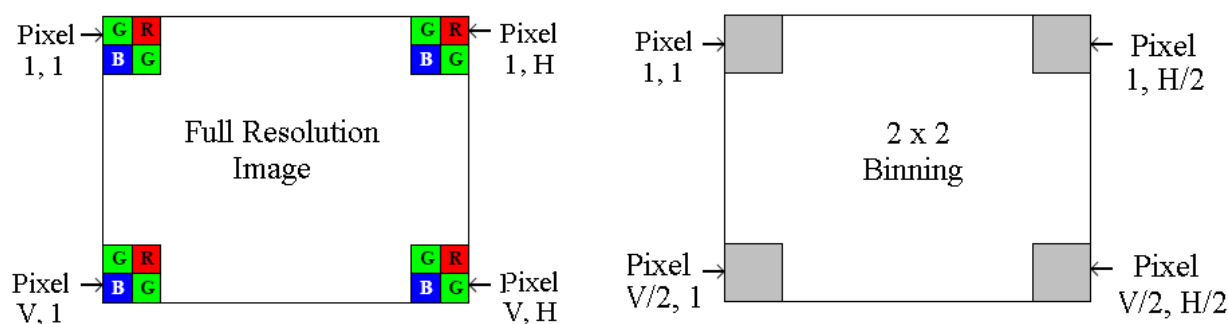 G R
B G
Pixel
1, 1
G R
B G
Pixel
1, H
Full Resolution
Image
G R
B G
Pixel
V, 1
G R
B G
Pixel
V, H
Pixel
1, 1
Pixel
1, H/2
2 x 2
Binning
Pixel
V/2, 1
Pixel
V/2, H/2